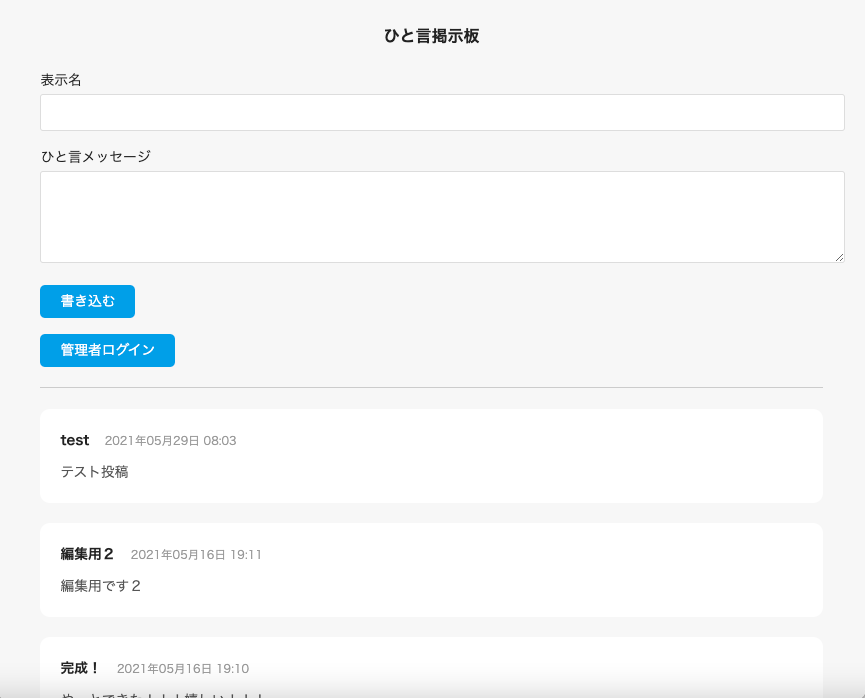 ひと言掲示板
表示名
ひと言メッセージ
書き込む
管理者ログイン
test 2021年05月29日 08:03
テスト投稿
編集用２ 2021年05月16日 19:11
編集用です２
完成！ 2021年05月16日 19:10